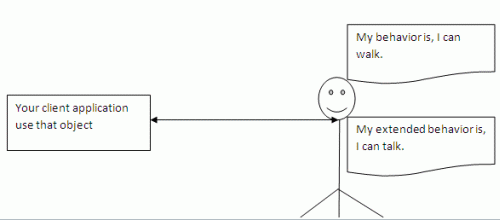 My behavior is, I can
walk.
Your client application
use that object
My extended behavior is,
I can talk.